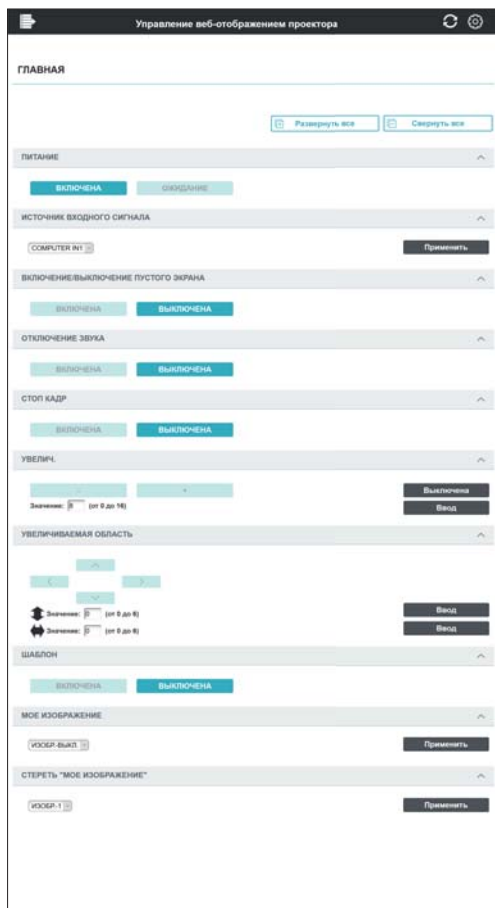 Управление веб-отображением проектора
ГЛАВНАЯ
Развернуть все Свернуть все
ПИТАНИЕ
ВКЛЮЧЕНА ОЖИДАНИЕ
ИСТОЧНИК ВХОДНОГО СИГНАЛА
COMPUTER IN1 Применить
ВКЛЮЧЕНИЕ/ВЫКЛЮЧЕНИЕ ПУСТОГО ЭКРАНА
ВКЛЮЧЕНА ВЫКЛЮЧЕНА
ОТКЛЮЧЕНИЕ ЗВУКА
ВКЛЮЧЕНА ВЫКЛЮЧЕНА
СТОП КАДР
ВКЛЮЧЕНА ВЫКЛЮЧЕНА
УВЕЛИЧ.
Выключена
Значение: (от 0 до 16) Ввод
УВЕЛИЧИВАЕМАЯ ОБЛАСТЬ
Значение: 0 (от 0 до 6) Ввод
Значение: 0 (от 0 до 6) Ввод
ШАБЛОН
ВКЛЮЧЕНА ВЫКЛЮЧЕНА
МОЕ ИЗОБРАЖЕНИЕ
ИЗОБР-ВЫКЛ. Применить
СТЕРЕТЬ "МОЕ ИЗОБРАЖЕНИЕ"
ИЗОБР-1 Применить